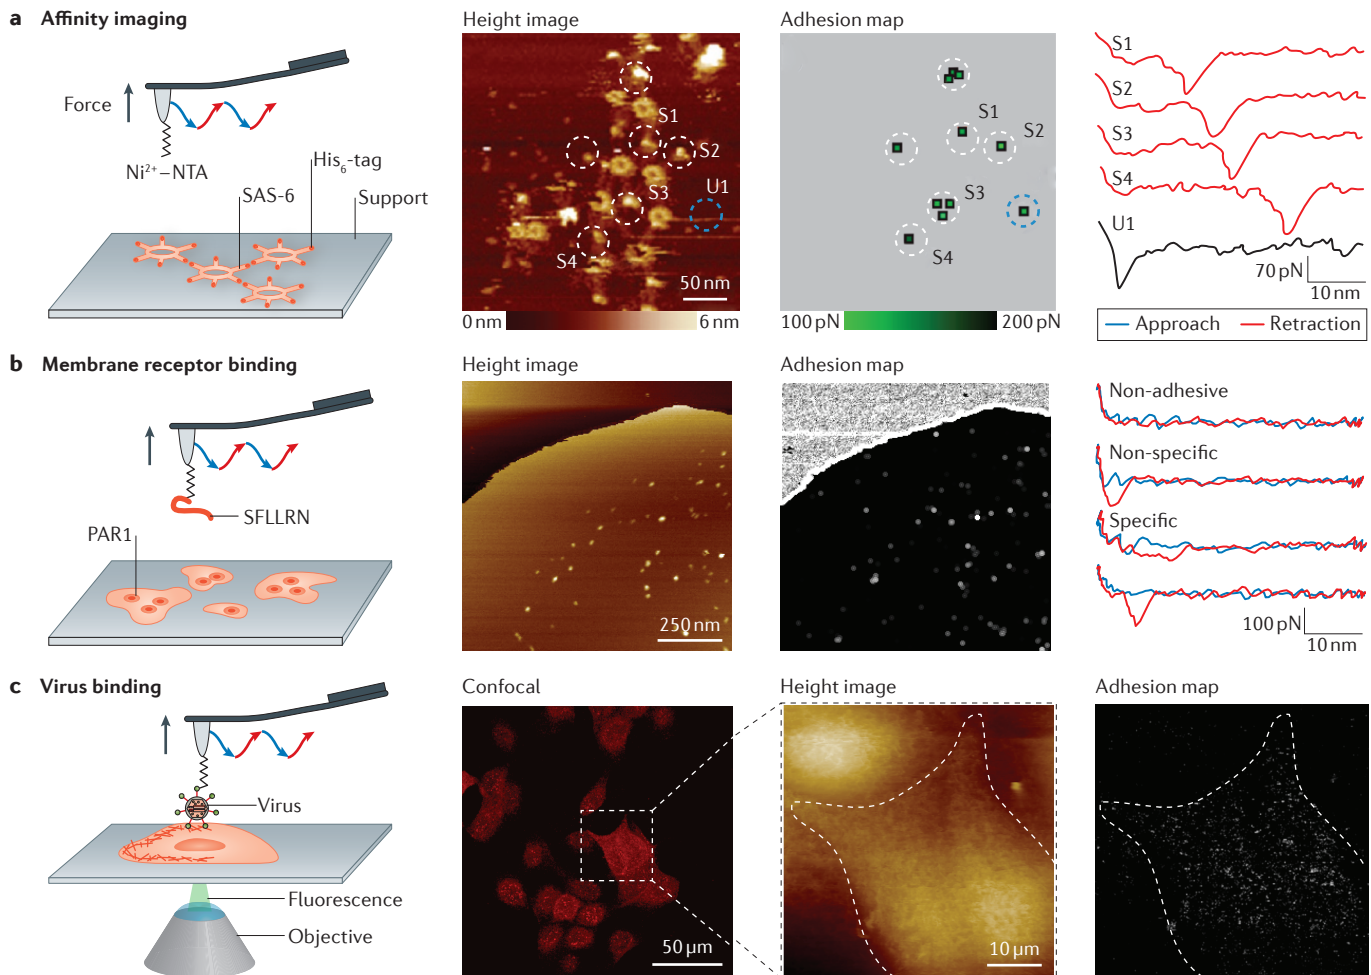 a Affinity imaging
Force
Ni²⁺–NTA
SAS-6
His₆-tag
Support
Height image
S1
S2
S3
U1
S4
50 nm
0 nm 6 nm
Adhesion map
S1
S2
S3
S4
100 pN 200 pN
S1
S2
S3
S4
U1
70 pN
10 nm
Approach Retraction
b Membrane receptor binding
SFLLRN
PAR1
Height image
250 nm
Adhesion map
Non-adhesive
Non-specific
Specific
100 pN
10 nm
c Virus binding
Virus
Fluorescence
Objective
Confocal
50 µm
Height image
10 µm
Adhesion map